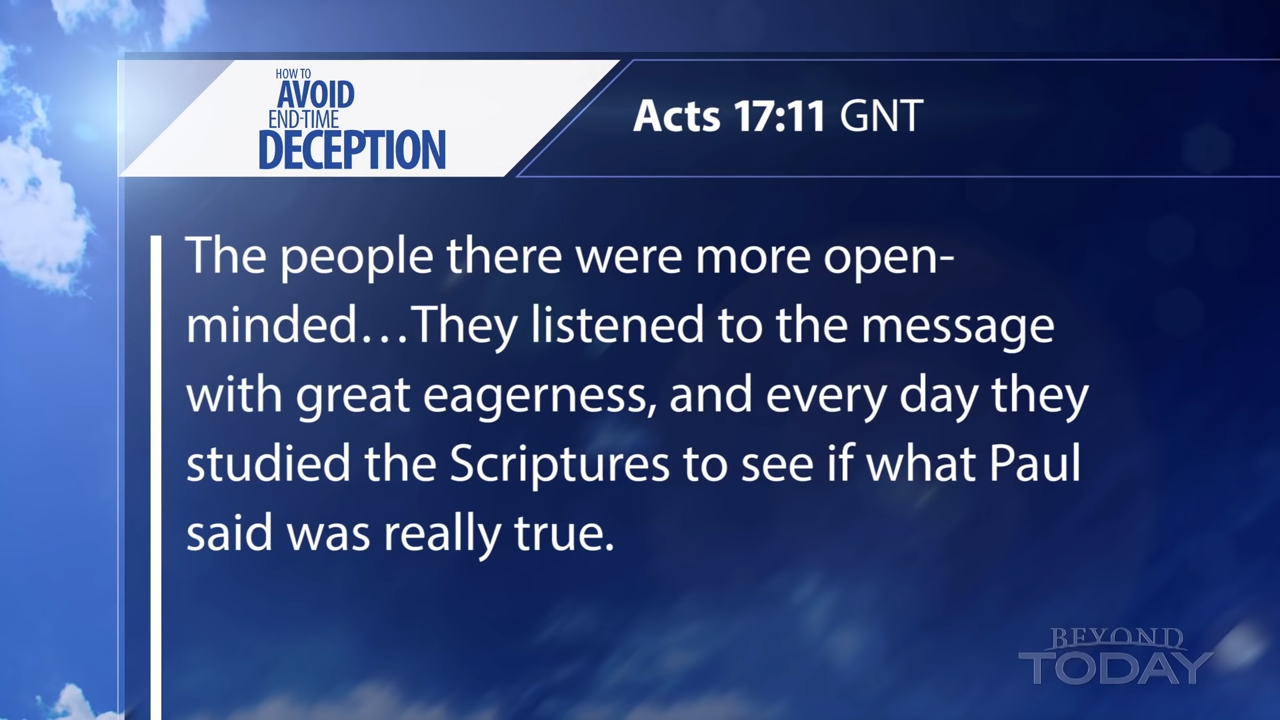 HOW TO
AVOID
END-TIME
DECEPTION
Acts 17:11 GNT
The people there were more open-
minded…They listened to the message
with great eagerness, and every day they
studied the Scriptures to see if what Paul
said was really true.
BEYOND
TODAY